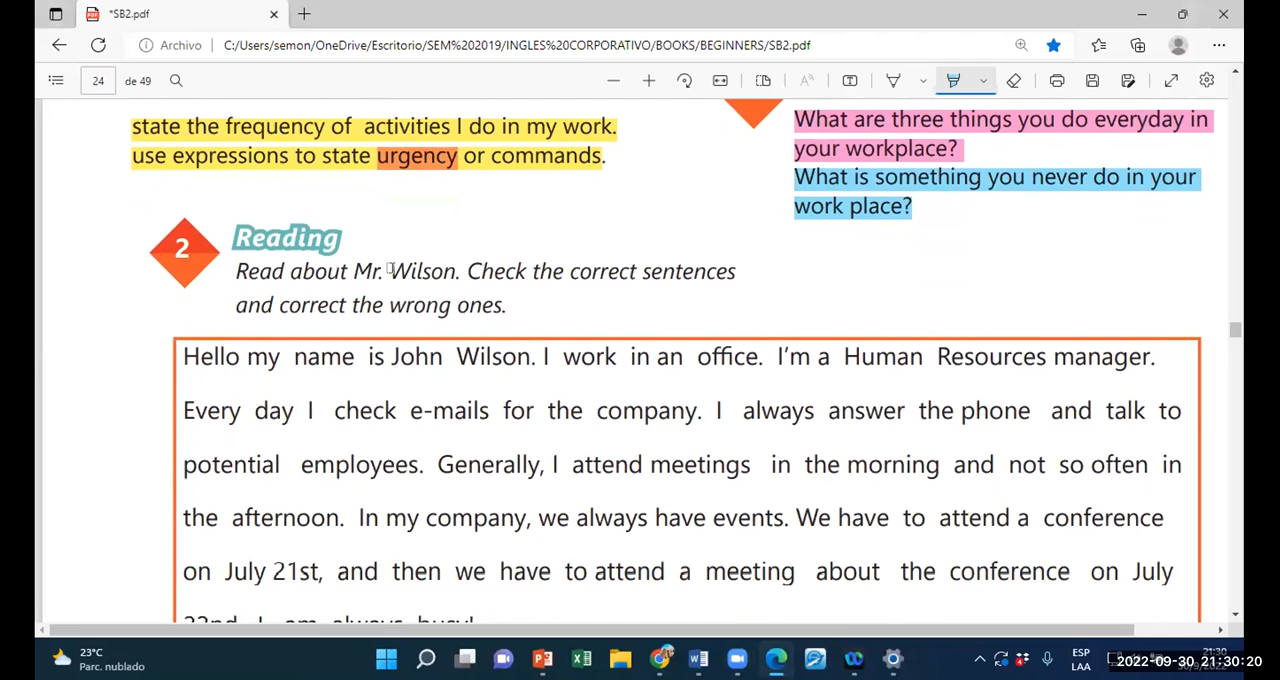 *SB2.pdf
Archivo
C:/Users/semon/OneDrive/Escritorio/SEM%202019/INGLES%20CORPORATIVO/BOOKS/BEGINNERS/SB2.pdf
24 de 49
state the frequency of activities I do in my work.
use expressions to state urgency or commands.
What are three things you do everyday in
your workplace?
What is something you never do in your
work place?
2 Reading
Read about Mr. Wilson. Check the correct sentences
and correct the wrong ones.
Hello my name is John Wilson. I work in an office. I'm a Human Resources manager.
Every day I check e-mails for the company. I always answer the phone and talk to
potential employees. Generally, I attend meetings in the morning and not so often in
the afternoon. In my company, we always have events. We have to attend a conference
on July 21st, and then we have to attend a meeting about the conference on July
22nd. I am always busy!
23°C
Parc. nublado
ESP
LAA
21:30
2022-09-30 21:30:20